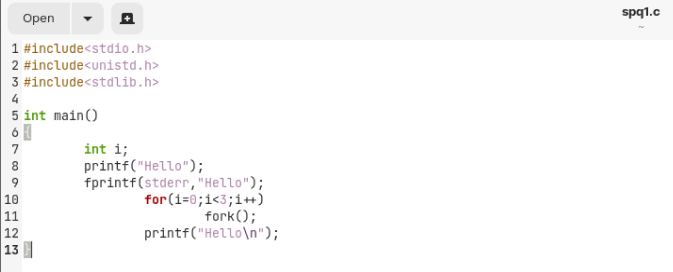 Open
spq1.c
~
1 #include<stdio.h>
2 #include<unistd.h>
3 #include<stdlib.h>
4
5 int main()
6 {
7         int i;
8         printf("Hello");
9         fprintf(stderr,"Hello");
10                 for(i=0;i<3;i++)
11                         fork();
12                 printf("Hello\n");
13 }